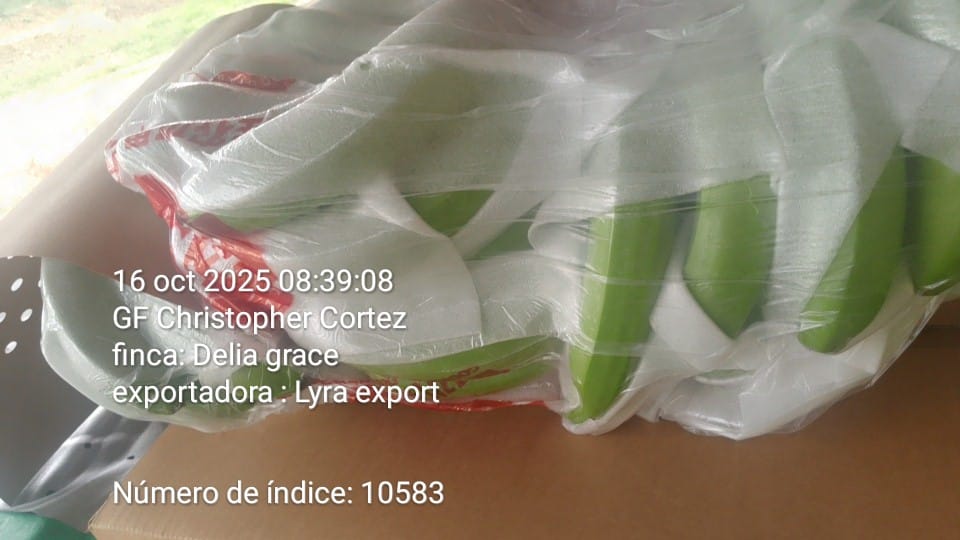 16 oct 2025 08:39:08
GF Christopher Cortez
finca: Delia grace
exportadora : Lyra export
Número de índice: 10583